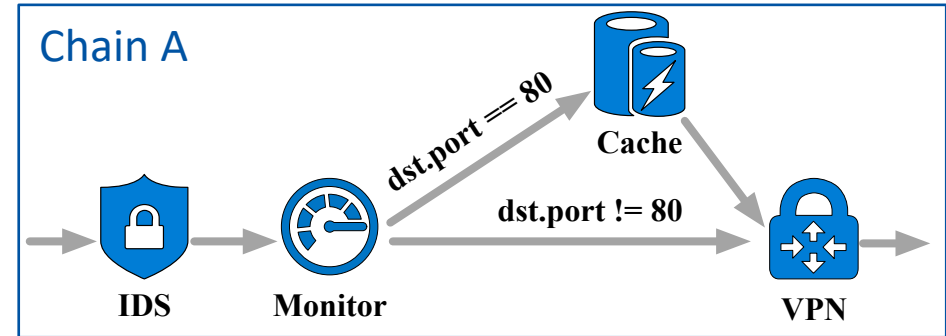 Chain A
dst.port == 80
Cache
dst.port != 80
IDS
Monitor
VPN